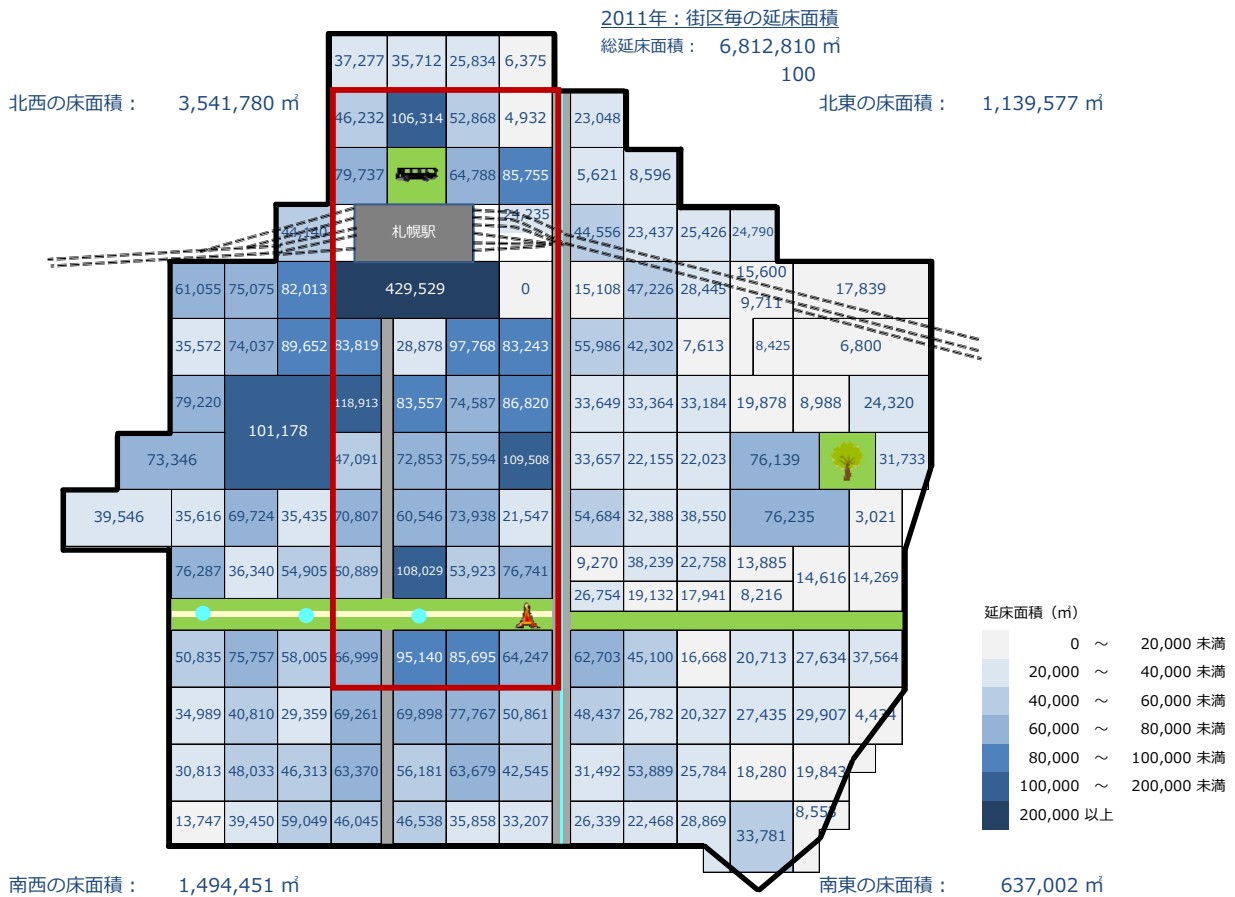 2011年：街区毎の延床面積
総延床面積： 6,812,810 ㎡
100
北西の床面積： 3,541,780 ㎡
北東の床面積： 1,139,577 ㎡
37,277 35,712 25,834 6,375
46,232 106,314 52,868 4,932 23,048
79,737 64,788 85,755 5,621 8,596
44,140 札幌駅 24,235 44,556 23,437 25,426 24,790
61,055 75,075 82,013 429,529 0 15,108 47,226 28,445 15,600 9,711 17,839
35,572 74,037 89,652 83,819 28,878 97,768 83,243 55,986 42,302 7,613 8,425 6,800
79,220 101,178 118,913 83,557 74,587 86,820 33,649 33,364 33,184 19,878 8,988 24,320
73,346 47,091 72,853 75,594 109,508 33,657 22,155 22,023 76,139 31,733
39,546 35,616 69,724 35,435 70,807 60,546 73,938 21,547 54,684 32,388 38,550 76,235 3,021
76,287 36,340 54,905 50,889 108,029 53,923 76,741 9,270 38,239 22,758 13,885 14,616 14,269
26,754 19,132 17,941 8,216
50,835 75,757 58,005 66,999 95,140 85,695 64,247 62,703 45,100 16,668 20,713 27,634 37,564
34,989 40,810 29,359 69,261 69,898 77,767 50,861 48,437 26,782 20,327 27,435 29,907 4,434
30,813 48,033 46,313 63,370 56,181 63,679 42,545 31,492 53,889 25,784 18,280 19,843
13,747 39,450 59,049 46,045 46,538 35,858 33,207 26,339 22,468 28,869 33,781
延床面積（㎡）
0 ～ 20,000 未満
20,000 ～ 40,000 未満
40,000 ～ 60,000 未満
60,000 ～ 80,000 未満
80,000 ～ 100,000 未満
100,000 ～ 200,000 未満
200,000 以上
南西の床面積： 1,494,451 ㎡
南東の床面積： 637,002 ㎡